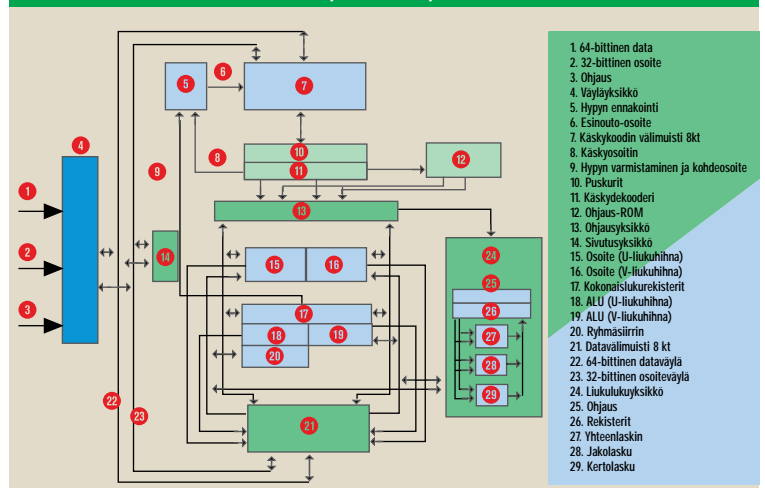 1. 64-bittinen data
2. 32-bittinen osoite
3. Ohjaus
4. Väyläyksikkö
5. Hypyn ennakointi
6. Esinouto-osoite
7. Käskykoodin välimuisti 8kt
8. Käskyosoitin
9. Hypyn varmistaminen ja kohdeosoite
10. Puskurit
11. Käskydekooderi
12. Ohjaus-ROM
13. Ohjausyksikkö
14. Sivutusyksikkö
15. Osoite (U-liukuhihna)
16. Osoite (V-liukuhihna)
17. Kokonaislukurekisterit
18. ALU (U-liukuhihna)
19. ALU (V-liukuhihna)
20. Ryhmäsiirrin
21. Datavälimuisti 8 kt
22. 64-bittinen dataväylä
23. 32-bittinen osoiteväylä
24. Liukulukuyksikkö
25. Ohjaus
26. Rekisterit
27. Yhteenlaskin
28. Jakolasku
29. Kertolasku
5
6
7
4
8
9
10
11
12
1
2
3
13
14
15
16
17
18
19
20
21
22
23
24
25
26
27
28
29